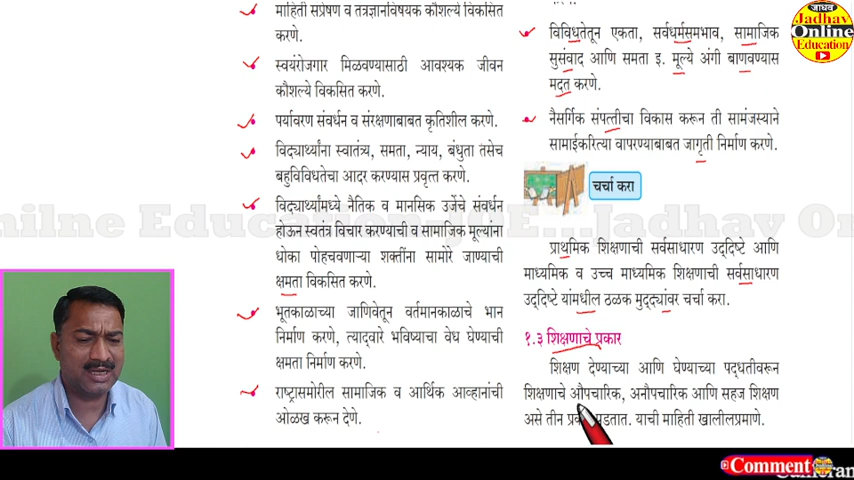 माहिती संप्रेषण व तंत्रज्ञानविषयक कौशल्ये विकसित
करणे.
स्वयंरोजगार मिळवण्यासाठी आवश्यक जीवन
कौशल्ये विकसित करणे.
पर्यावरण संवर्धन व संरक्षणाबाबत कृतिशील करणे.
विद्यार्थ्यांना स्वातंत्र्य, समता, न्याय, बंधुता तसेच
बहुविविधतेचा आदर करण्यास प्रवृत्त करणे.
विद्यार्थ्यांमध्ये नैतिक व मानसिक उर्जेचे संवर्धन
होऊन स्वतंत्र विचार करण्याची व सामाजिक मूल्यांना
धोका पोहचवणाऱ्या शक्तींना सामोरे जाण्याची
क्षमता विकसित करणे.
भूतकाळाच्या जाणिवेतून वर्तमानकाळाचे भान
निर्माण करणे, त्याद्वारे भविष्याचा वेध घेण्याची
क्षमता निर्माण करणे.
राष्ट्रासमोरील सामाजिक व आर्थिक आव्हानांची
ओळख करून देणे.
विविधतेतून एकता, सर्वधर्मसमभाव, सामाजिक
सुसंवाद आणि समता इ. मूल्ये अंगी बाणवण्यास
मदत करणे.
नैसर्गिक संपत्तीचा विकास करून ती सामंजस्याने
सामाईकरित्या वापरण्याबाबत जागृती निर्माण करणे.
चर्चा करा
प्राथमिक शिक्षणाची सर्वसाधारण उद्‌दिष्टे आणि
माध्यमिक व उच्च माध्यमिक शिक्षणाची सर्वसाधारण
उद्‌दिष्टे यांमधील ठळक मुद्‌द्यांवर चर्चा करा.
१.३ शिक्षणाचे प्रकार
शिक्षण देण्याच्या आणि घेण्याच्या पद्धतीवरून
शिक्षणाचे औपचारिक, अनौपचारिक आणि सहज शिक्षण
असे तीन पडतात. याची माहिती खालीलप्रमाणे.
जाधव
Jadhav
Online
Education
Comment